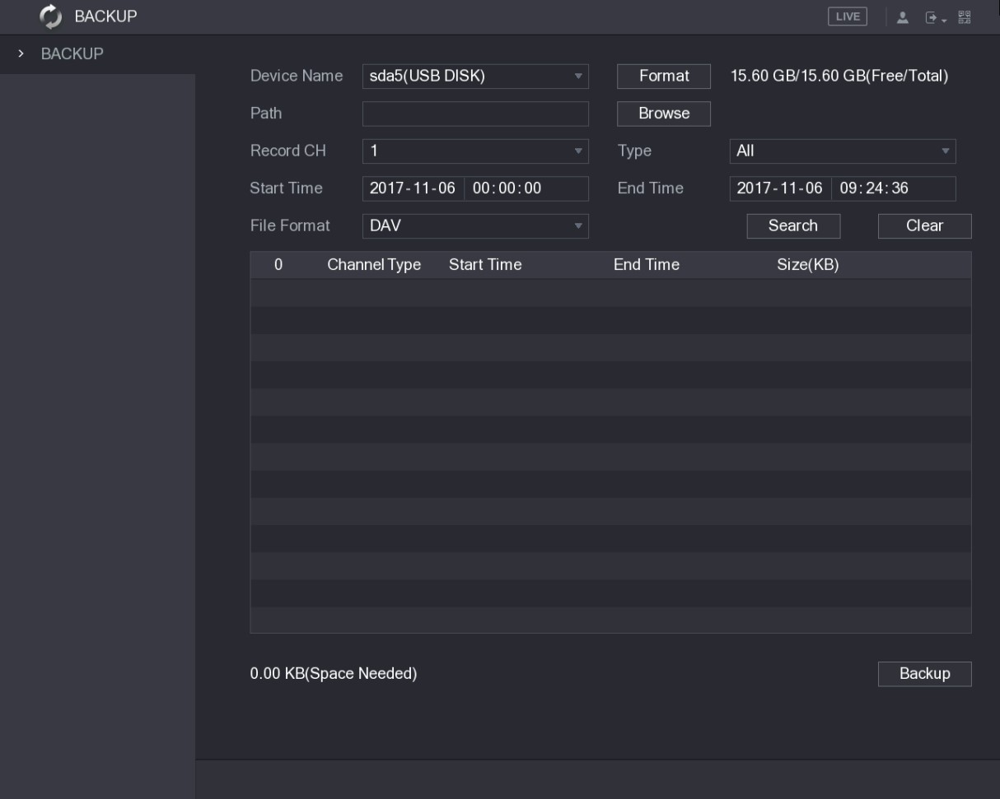 BACKUP LIVE
BACKUP
Device Name sda5(USB DISK) Format 15.60 GB/15.60 GB(Free/Total)
Path Browse
Record CH 1 Type All
Start Time 2017-11-06 00:00:00 End Time 2017-11-06 09:24:36
File Format DAV Search Clear
0 Channel Type Start Time End Time Size(KB)
0.00 KB(Space Needed) Backup